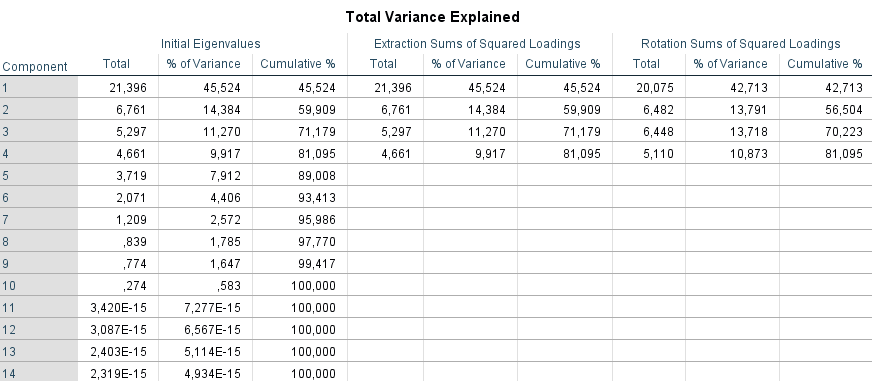 Total Variance Explained
Initial Eigenvalues Extraction Sums of Squared Loadings Rotation Sums of Squared Loadings
Component Total % of Variance Cumulative % Total % of Variance Cumulative % Total % of Variance Cumulative %
1 21,396 45,524 45,524 21,396 45,524 45,524 20,075 42,713 42,713
2 6,761 14,384 59,909 6,761 14,384 59,909 6,482 13,791 56,504
3 5,297 11,270 71,179 5,297 11,270 71,179 6,448 13,718 70,223
4 4,661 9,917 81,095 4,661 9,917 81,095 5,110 10,873 81,095
5 3,719 7,912 89,008
6 2,071 4,406 93,413
7 1,209 2,572 95,986
8 ,839 1,785 97,770
9 ,774 1,647 99,417
10 ,274 ,583 100,000
11 3,420E-15 7,277E-15 100,000
12 3,087E-15 6,567E-15 100,000
13 2,403E-15 5,114E-15 100,000
14 2,319E-15 4,934E-15 100,000